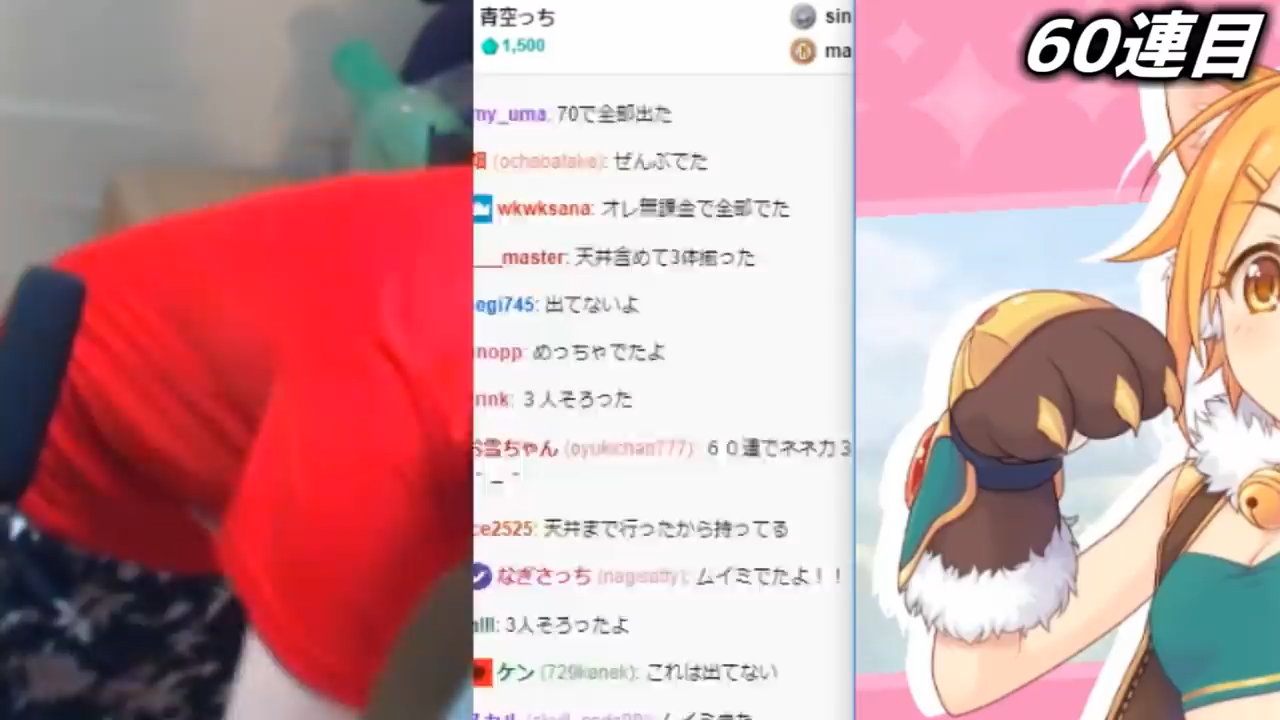 青空っち
1,500
sin
ma
60連目
my_uma: 70で全部出た
畑 (ochabatake): ぜんぶでた
wkwksana: オレ無課金で全部でた
__master: 天井含めて3体揃った
egi745: 出てないよ
nopp: めっちゃでたよ
rink: ３人そろった
お雪ちゃん (oyukichan777): ６０連でネネカ３
ce2525: 天井まで行ったから持ってる
なぎさっち (nagisatty): ムイミでたよ！！
alll: 3人そろったよ
ケン (729kenek): これは出てない